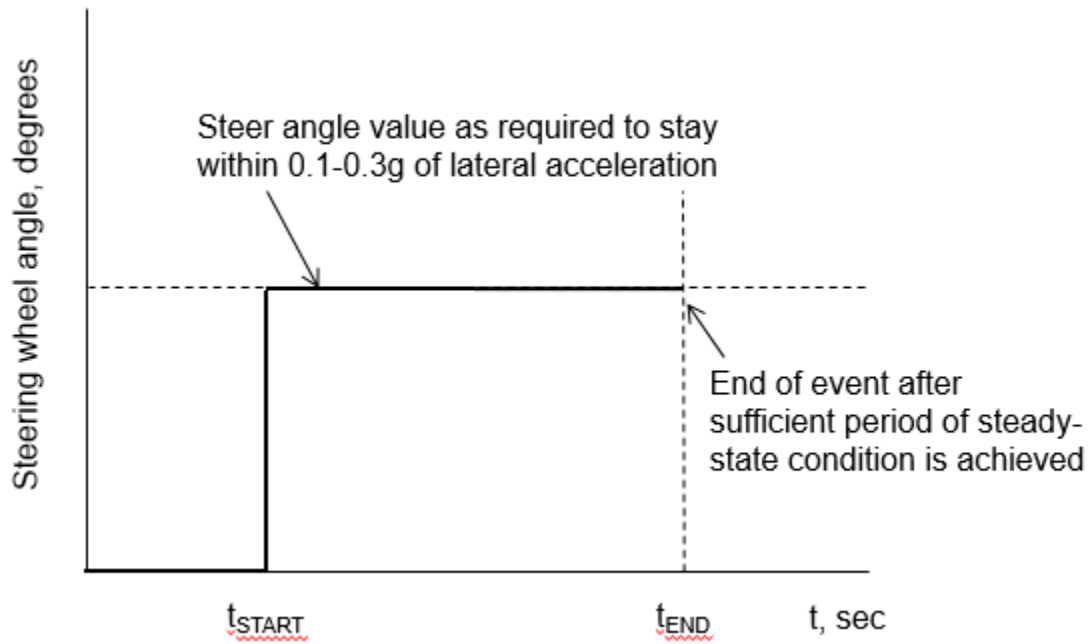 Steering wheel angle, degrees
Steer angle value as required to stay
within 0.1-0.3g of lateral acceleration
End of event after
sufficient period of steady-
state condition is achieved
tSTART
tEND
t, sec